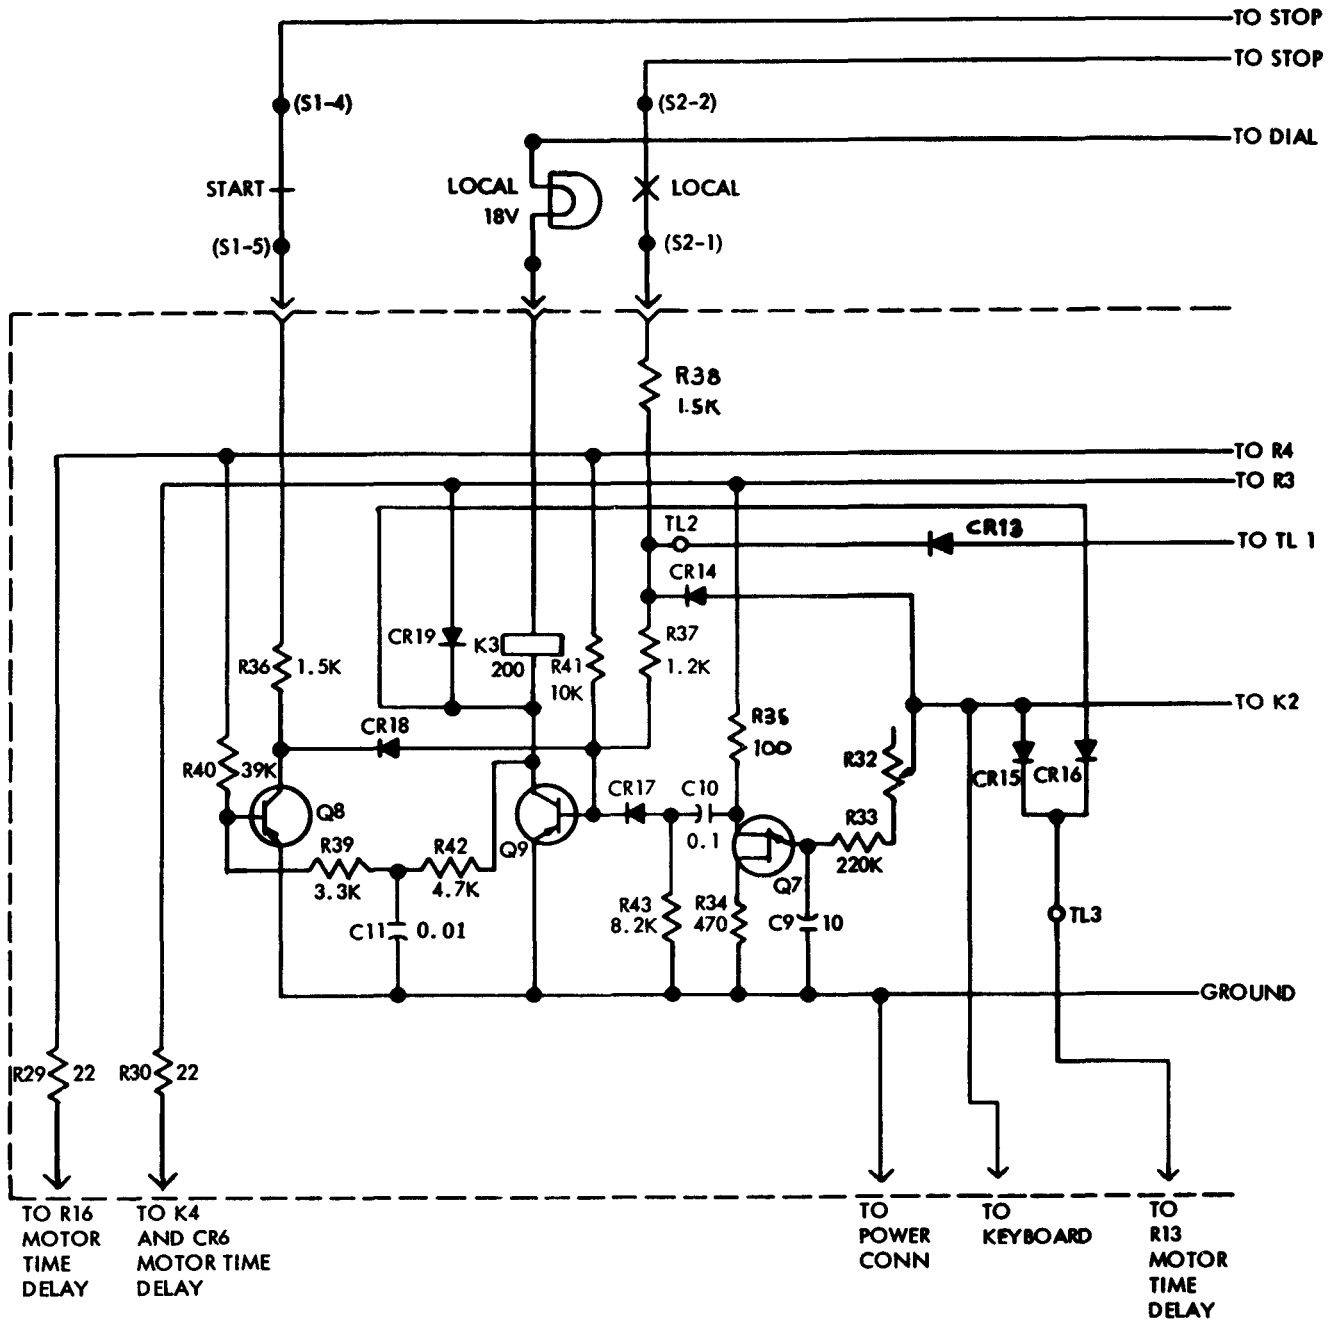 TO STOP
TO STOP
(S1-4)
(S2-2)
TO DIAL
START
LOCAL
18V
LOCAL
(S1-5)
(S2-1)
R38
1.5K
TO R4
TO R3
TL2
CR13
TO TL 1
CR14
CR19
K3
200
R41
10K
R37
1.2K
R36
1.5K
TO K2
CR18
R35
100
R40
39K
R32
CR15
CR16
CR17
C10
0.1
Q8
Q9
R33
220K
R39
3.3K
R42
4.7K
Q7
R43
8.2K
R34
470
C9
10
TL3
C11
0.01
GROUND
R29
22
R30
22
TO R16
MOTOR
TIME
DELAY
TO K4
AND CR6
MOTOR TIME
DELAY
TO
POWER
CONN
TO
KEYBOARD
TO
R13
MOTOR
TIME
DELAY